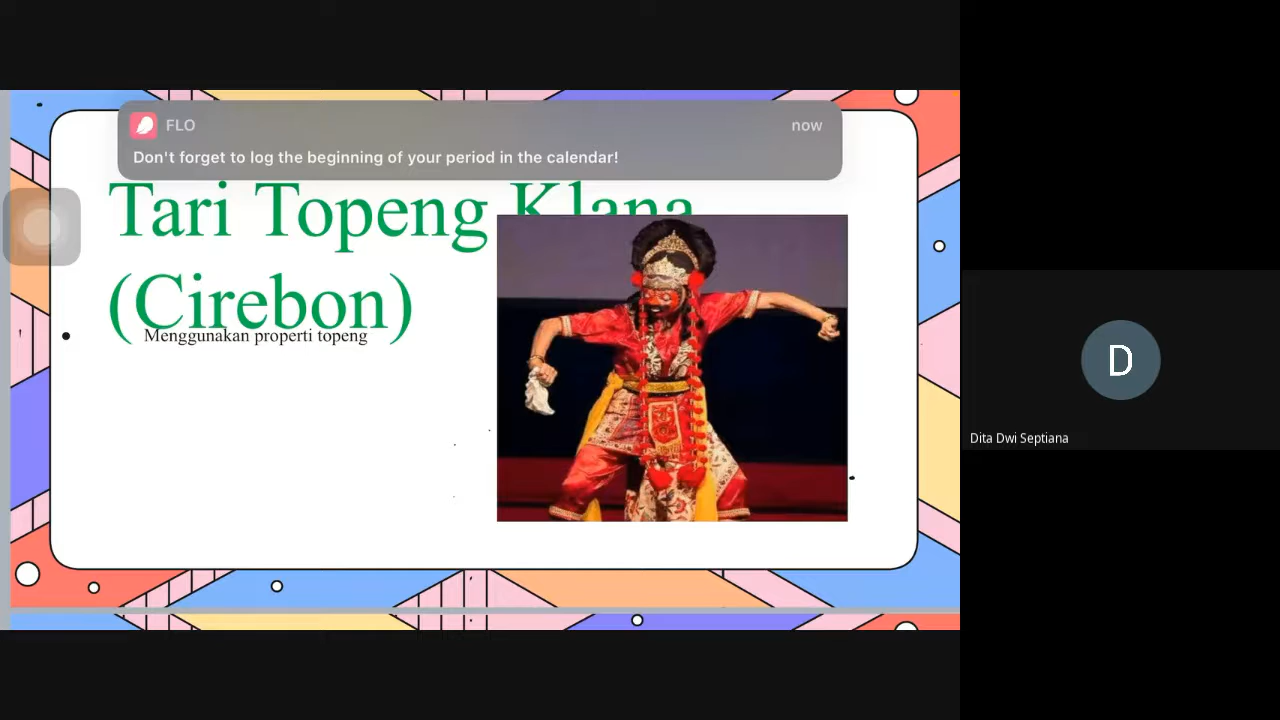 FLO
now
Don't forget to log the beginning of your period in the calendar!
Tari Topeng Klana
(Cirebon)
Menggunakan properti topeng
D
Dita Dwi Septiana